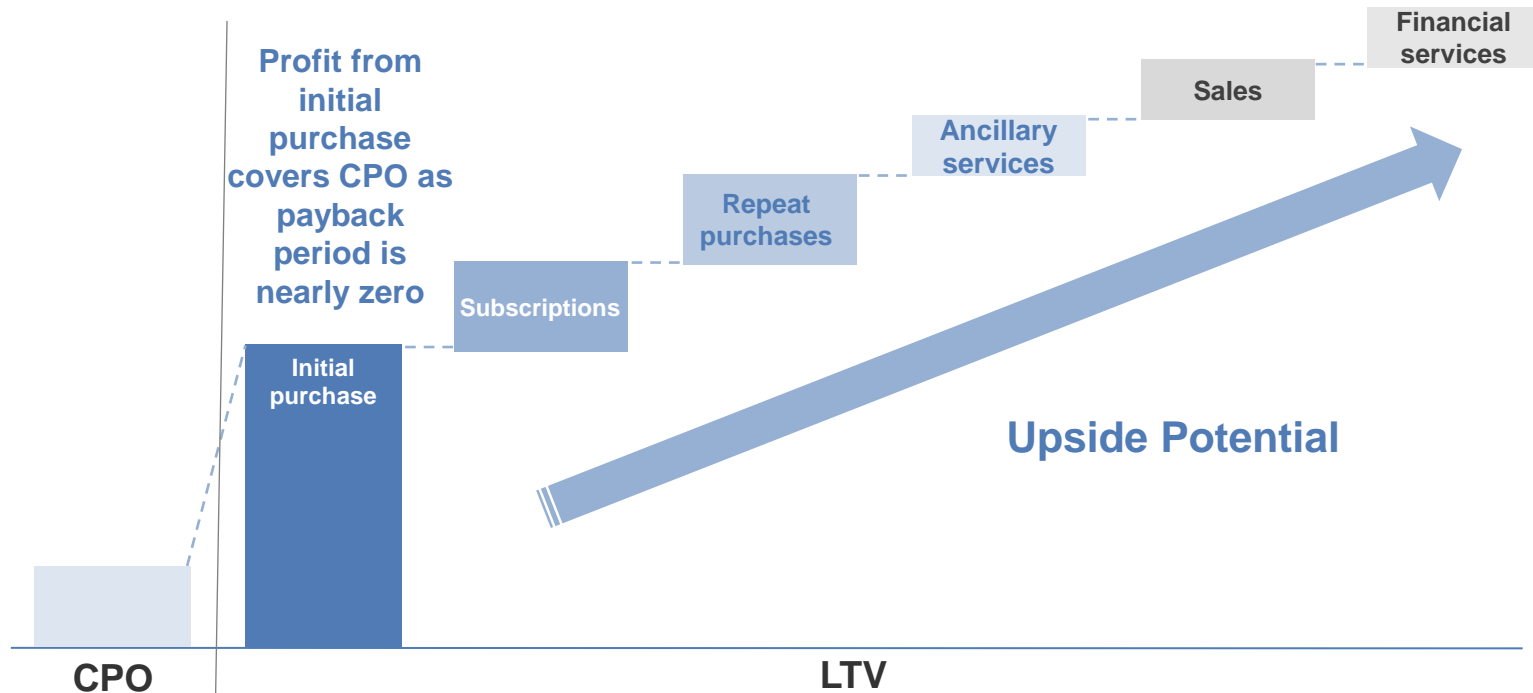 Financial
services
Sales
Ancillary
services
Repeat
purchases
Subscriptions
Profit from
initial
purchase
covers CPO as
payback
period is
nearly zero
Initial
purchase
Upside Potential
CPO
LTV